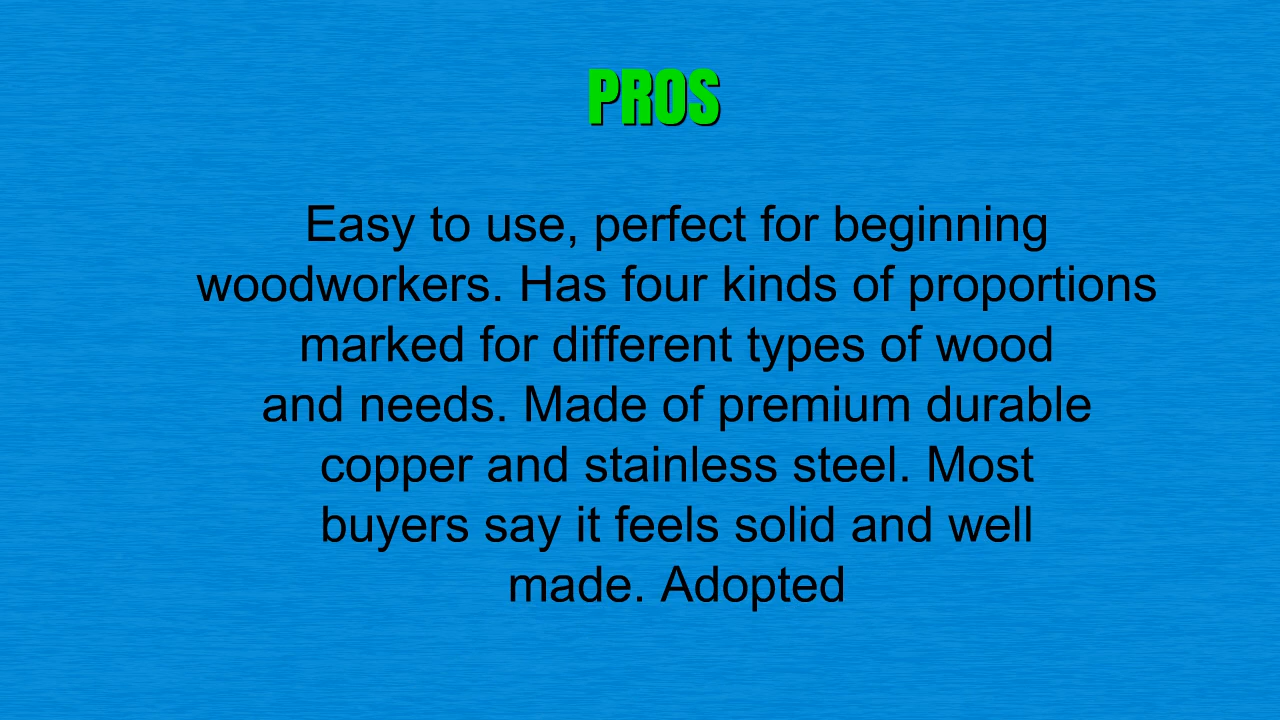 PROS
Easy to use, perfect for beginning
woodworkers. Has four kinds of proportions
marked for different types of wood
and needs. Made of premium durable
copper and stainless steel. Most
buyers say it feels solid and well
made. Adopted